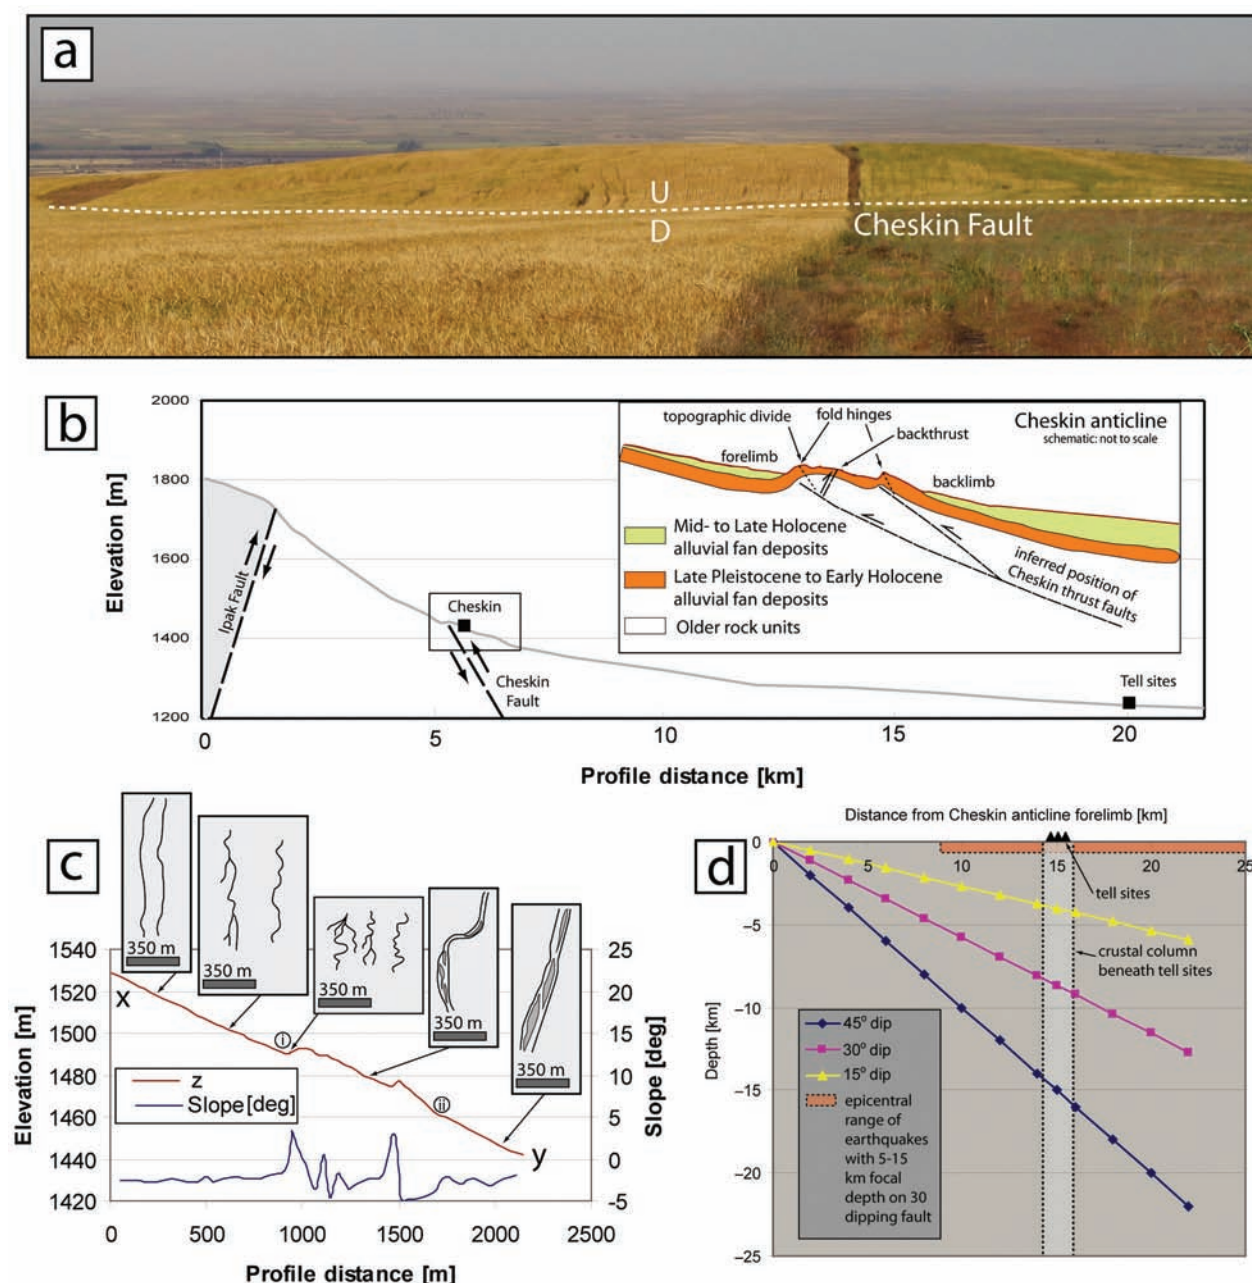 a
U
D
Cheskin Fault
b
Elevation [m]
2000
1800
1600
1400
1200
0
5
10
15
20
Profile distance [km]
Ipak Fault
Cheskin
Cheskin
Fault
Tell sites
topographic divide
fold hinges
backthrust
Cheskin anticline
schematic: not to scale
forelimb
backlimb
Mid- to Late Holocene
alluvial fan deposits
Late Pleistocene to Early Holocene
alluvial fan deposits
Older rock units
inferred position of
Cheskin thrust faults
c
350 m
350 m
350 m
350 m
350 m
Elevation [m]
1540
1520
1500
1480
1460
1440
1420
x
i
ii
y
z
Slope[deg]
25
20
15
10
5
0
-5
Slope [deg]
0
500
1000
1500
2000
2500
Profile distance [m]
d
Distance from Cheskin anticline forelimb [km]
0
5
10
15
20
25
0
−5
−10
−15
−20
−25
Depth [km]
tell sites
crustal column
beneath tell sites
45° dip
30° dip
15° dip
epicentral
range of
earthquakes
with 5-15
km focal
depth on 30
dipping fault